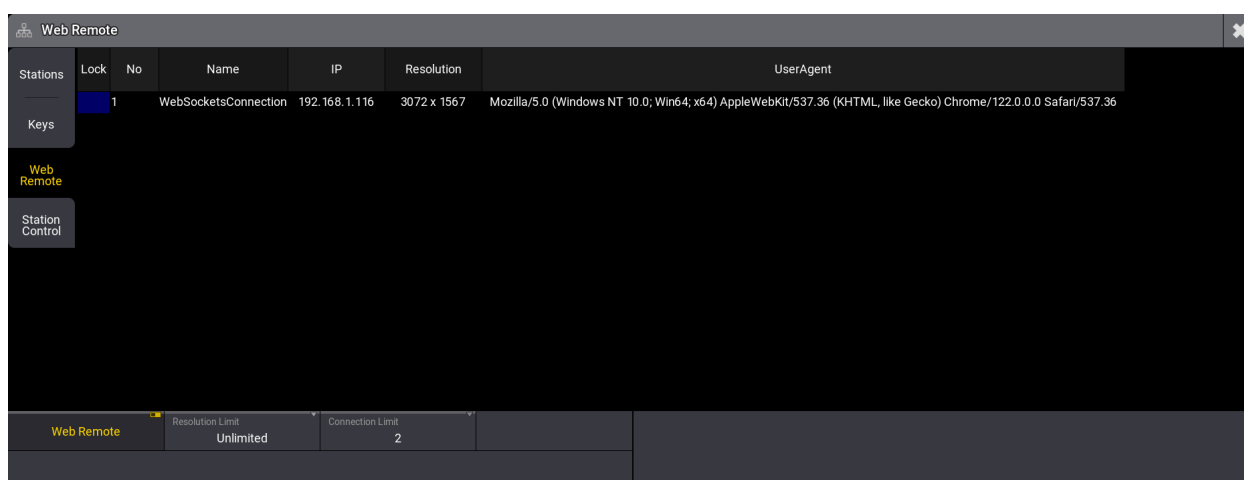 Web Remote
Stations
Keys
Web
Remote
Station
Control
Lock No Name IP Resolution UserAgent
1 WebSocketsConnection 192.168.1.116 3072 x 1567 Mozilla/5.0 (Windows NT 10.0; Win64; x64) AppleWebKit/537.36 (KHTML, like Gecko) Chrome/122.0.0.0 Safari/537.36
Web Remote
Resolution Limit
Unlimited
Connection Limit
2